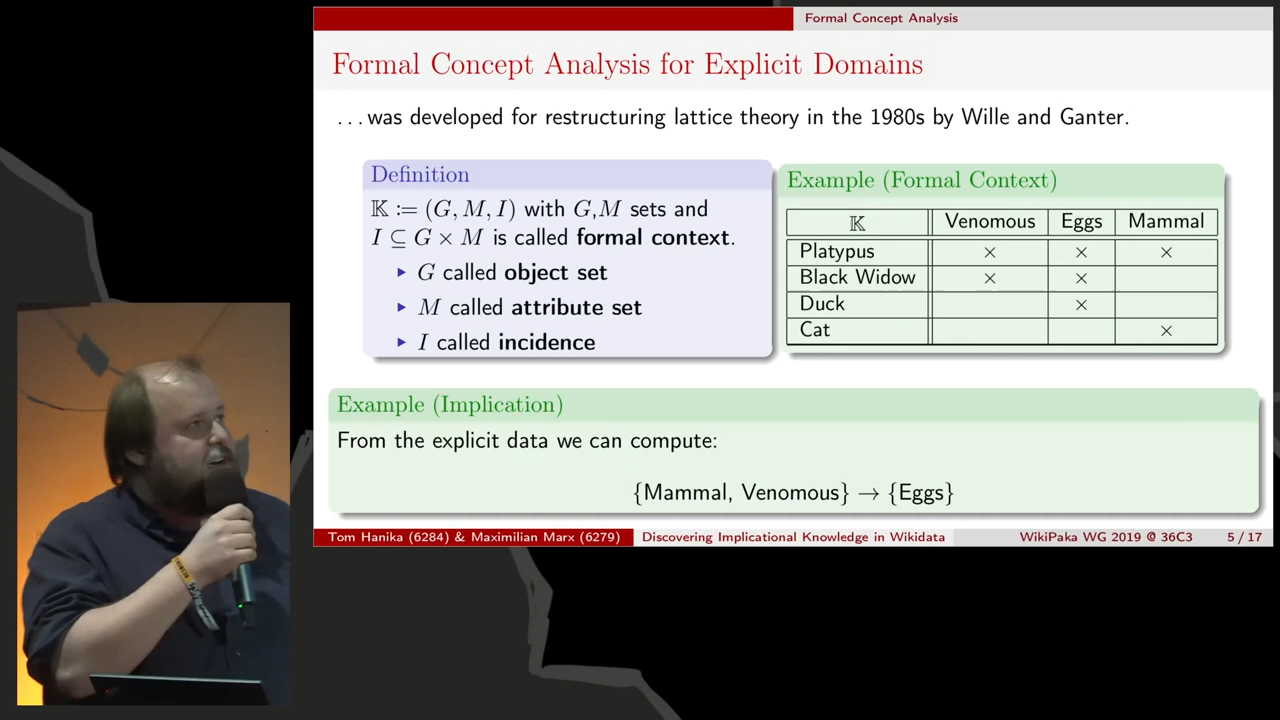 Formal Concept Analysis
Formal Concept Analysis for Explicit Domains
...was developed for restructuring lattice theory in the 1980s by Wille and Ganter.
Definition
𝕂 := (G, M, I) with G,M sets and
I ⊆ G × M is called formal context.
▸ G called object set
▸ M called attribute set
▸ I called incidence
Example (Formal Context)
𝕂 Venomous Eggs Mammal
Platypus × × ×
Black Widow × ×
Duck ×
Cat ×
Example (Implication)
From the explicit data we can compute:
{Mammal, Venomous} → {Eggs}
Tom Hanika (6284) & Maximilian Marx (6279) Discovering Implicational Knowledge in Wikidata WikiPaka WG 2019 @ 36C3 5 / 17